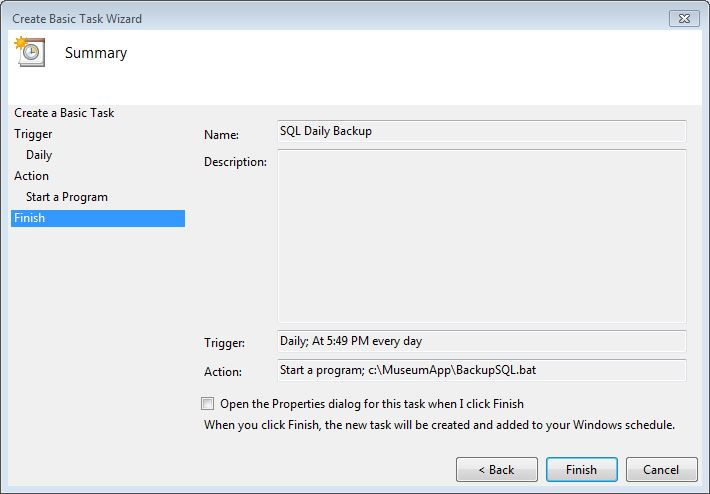 Create Basic Task Wizard
Summary
Create a Basic Task
Trigger
Daily
Action
Start a Program
Finish
Name: SQL Daily Backup
Description:
Trigger: Daily; At 5:49 PM every day
Action: Start a program; c:\MuseumApp\BackupSQL.bat
Open the Properties dialog for this task when I click Finish
When you click Finish, the new task will be created and added to your Windows schedule.
< Back Finish Cancel